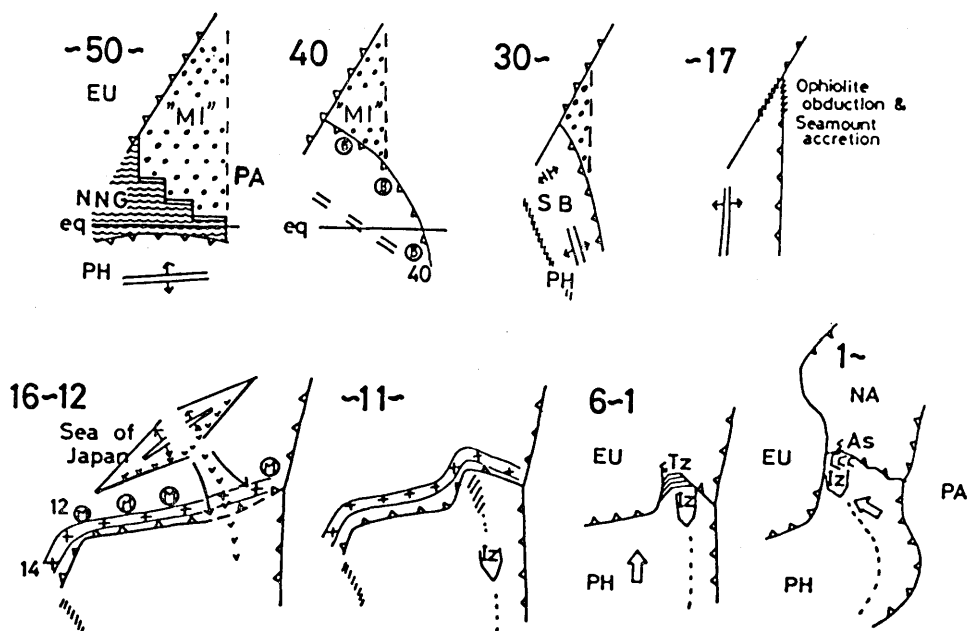 ~50~
EU
"MI"
PA
NNG
eq
PH
40
"MI"
B
B
eq
B
40
30~
SB
PH
~17
Ophiolite
obduction &
Seamount
accretion
16~12
Sea of
Japan
M
M
M
M
12
14
~11~
Iz
6~1
EU
Tz
Iz
PH
1~
NA
As
EU
Iz
PA
PH